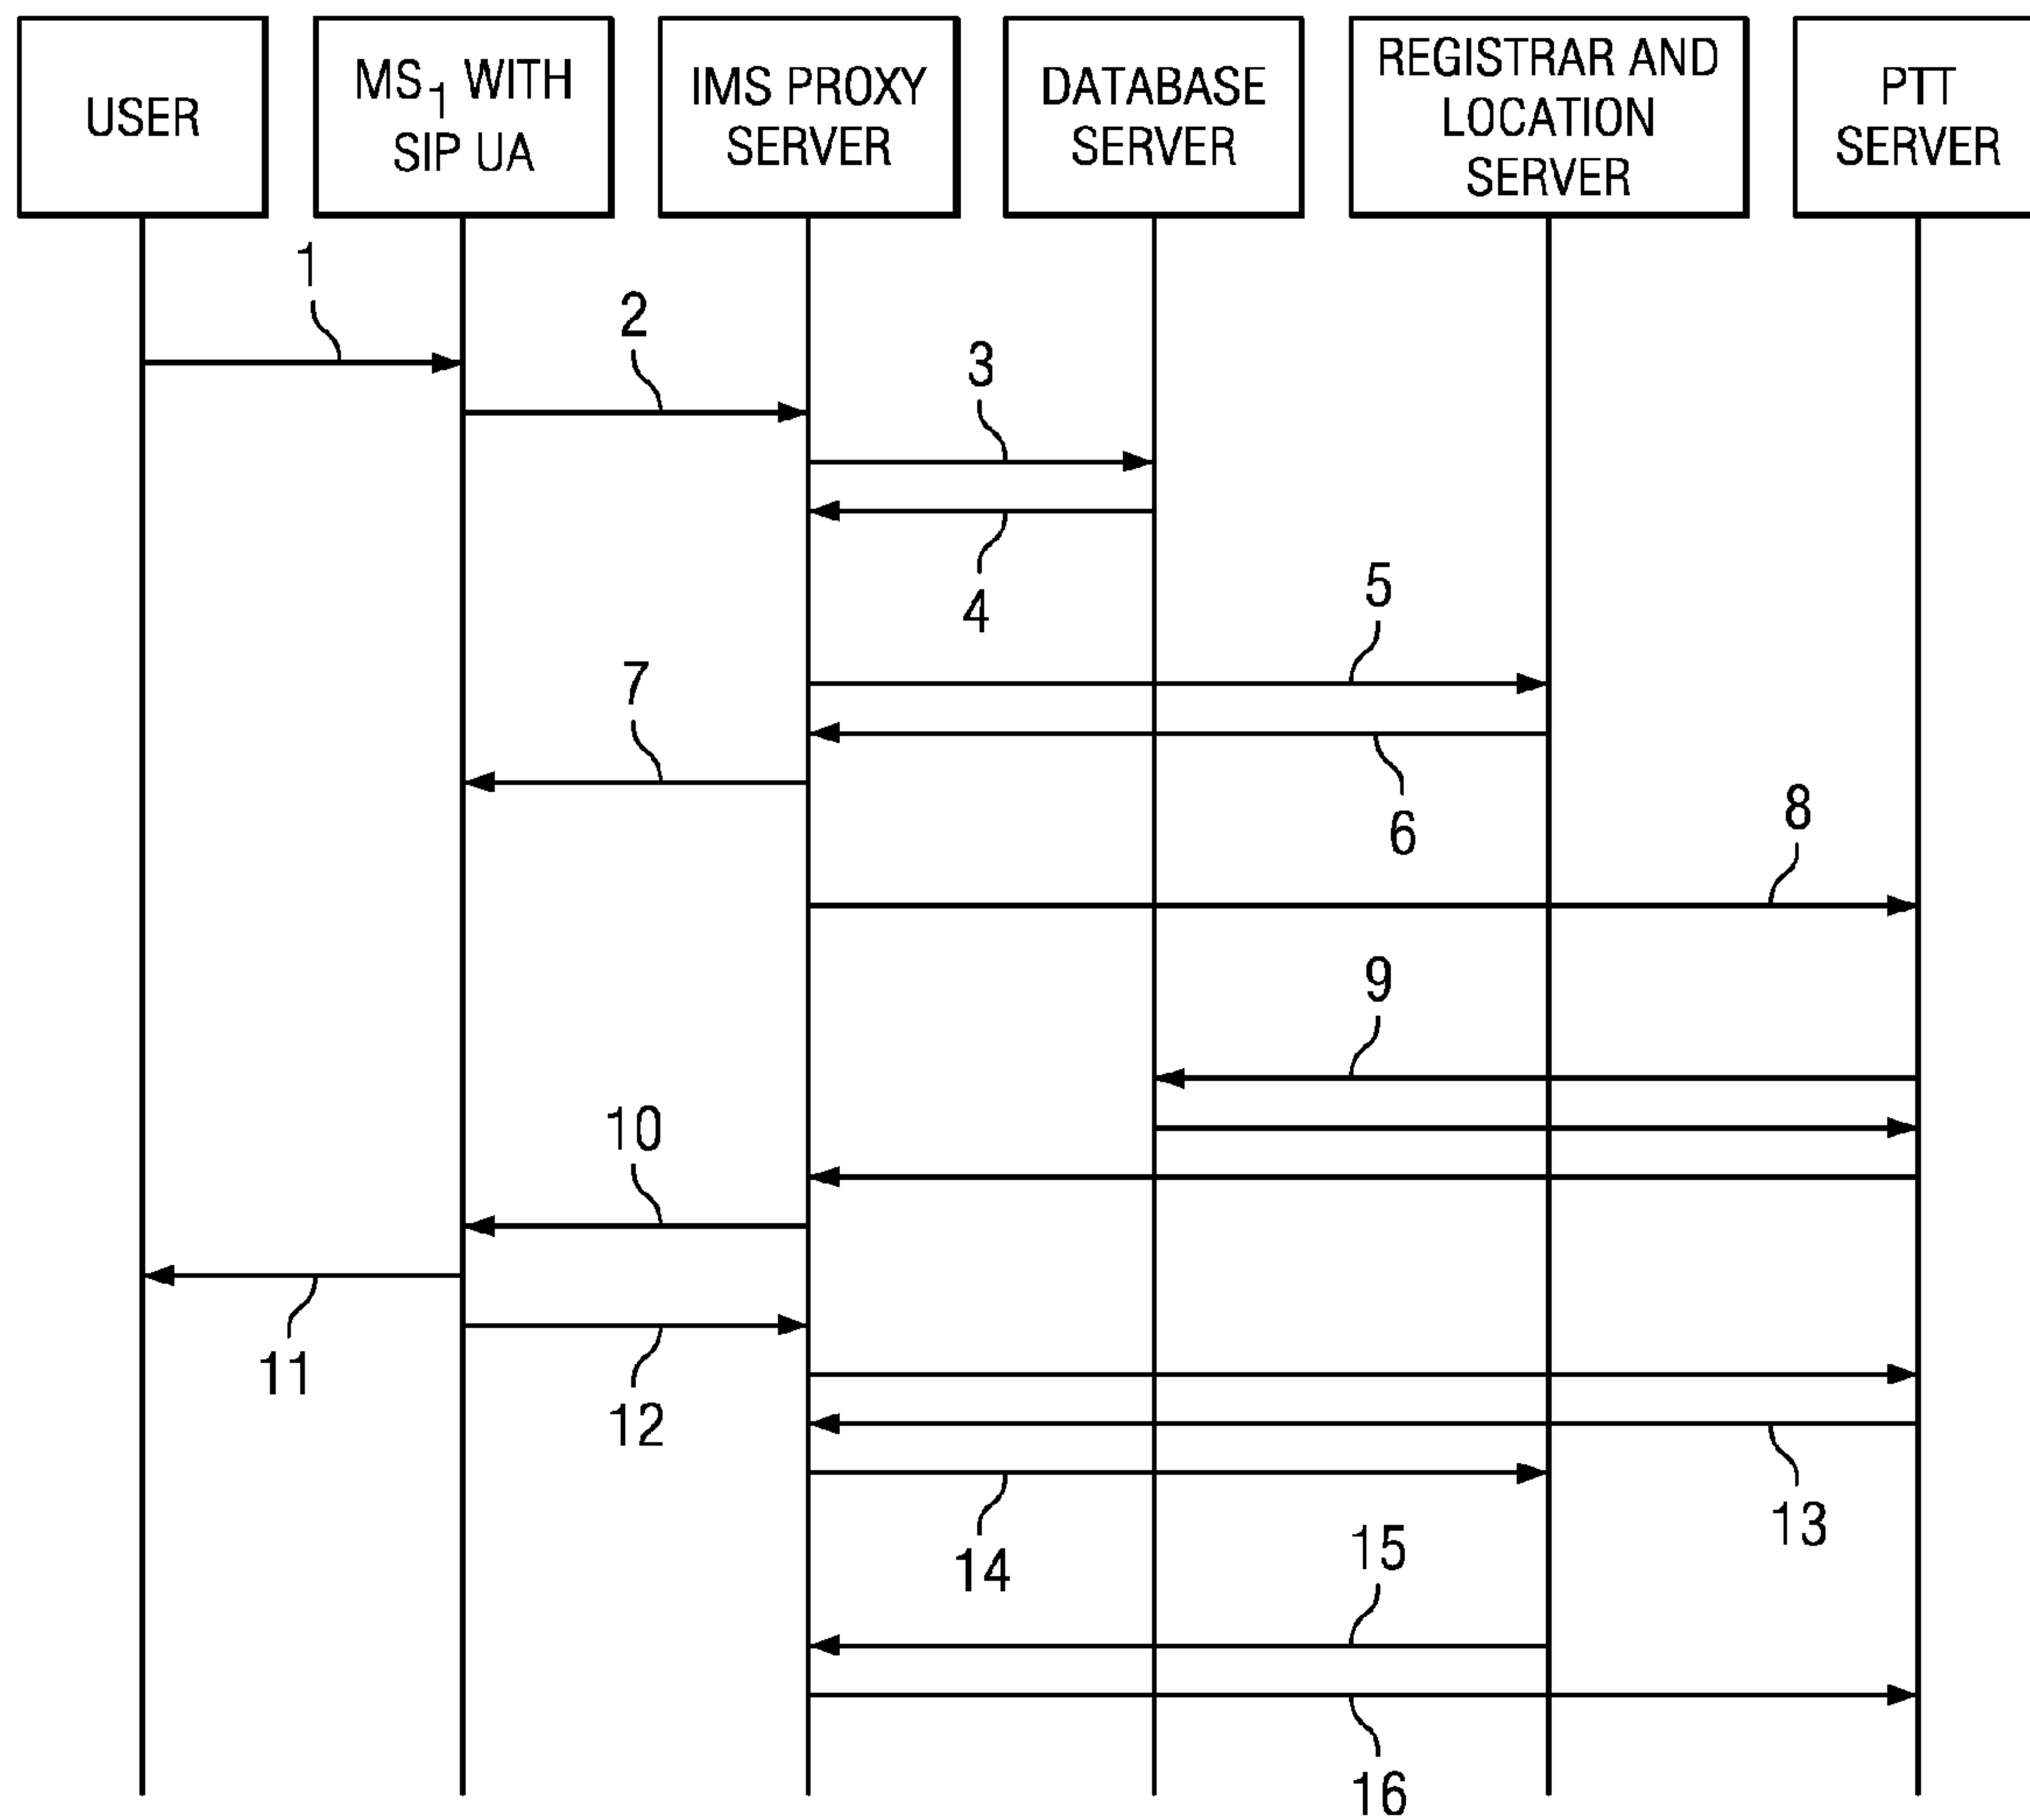 USER
MS1 WITH
SIP UA
IMS PROXY
SERVER
DATABASE
SERVER
REGISTRAR AND
LOCATION
SERVER
PTT
SERVER
1
2
3
4
5
7
6
8
9
10
11
12
13
14
15
16